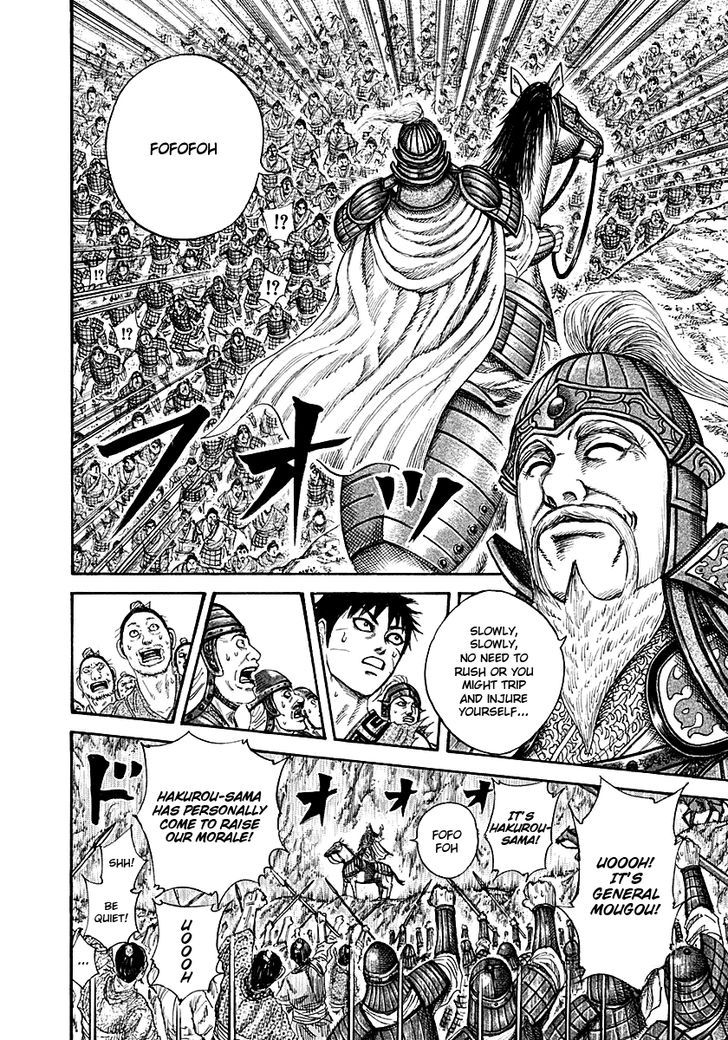 FOFOFOH
!?
!?
!?
!?
フオッ
SLOWLY,
SLOWLY,
NO NEED TO
RUSH OR YOU
MIGHT TRIP
AND INJURE
YOURSELF...
UOOOH!
IT'S
GENERAL
MOUGOU!
IT'S
HAKUROU-
SAMA!
FOFO
FOH
ドオオオ
HAKUROU-SAMA
HAS PERSONALLY
COME TO RAISE
OUR MORALE!
UOOOH
SHH!
BE
QUIET!
...